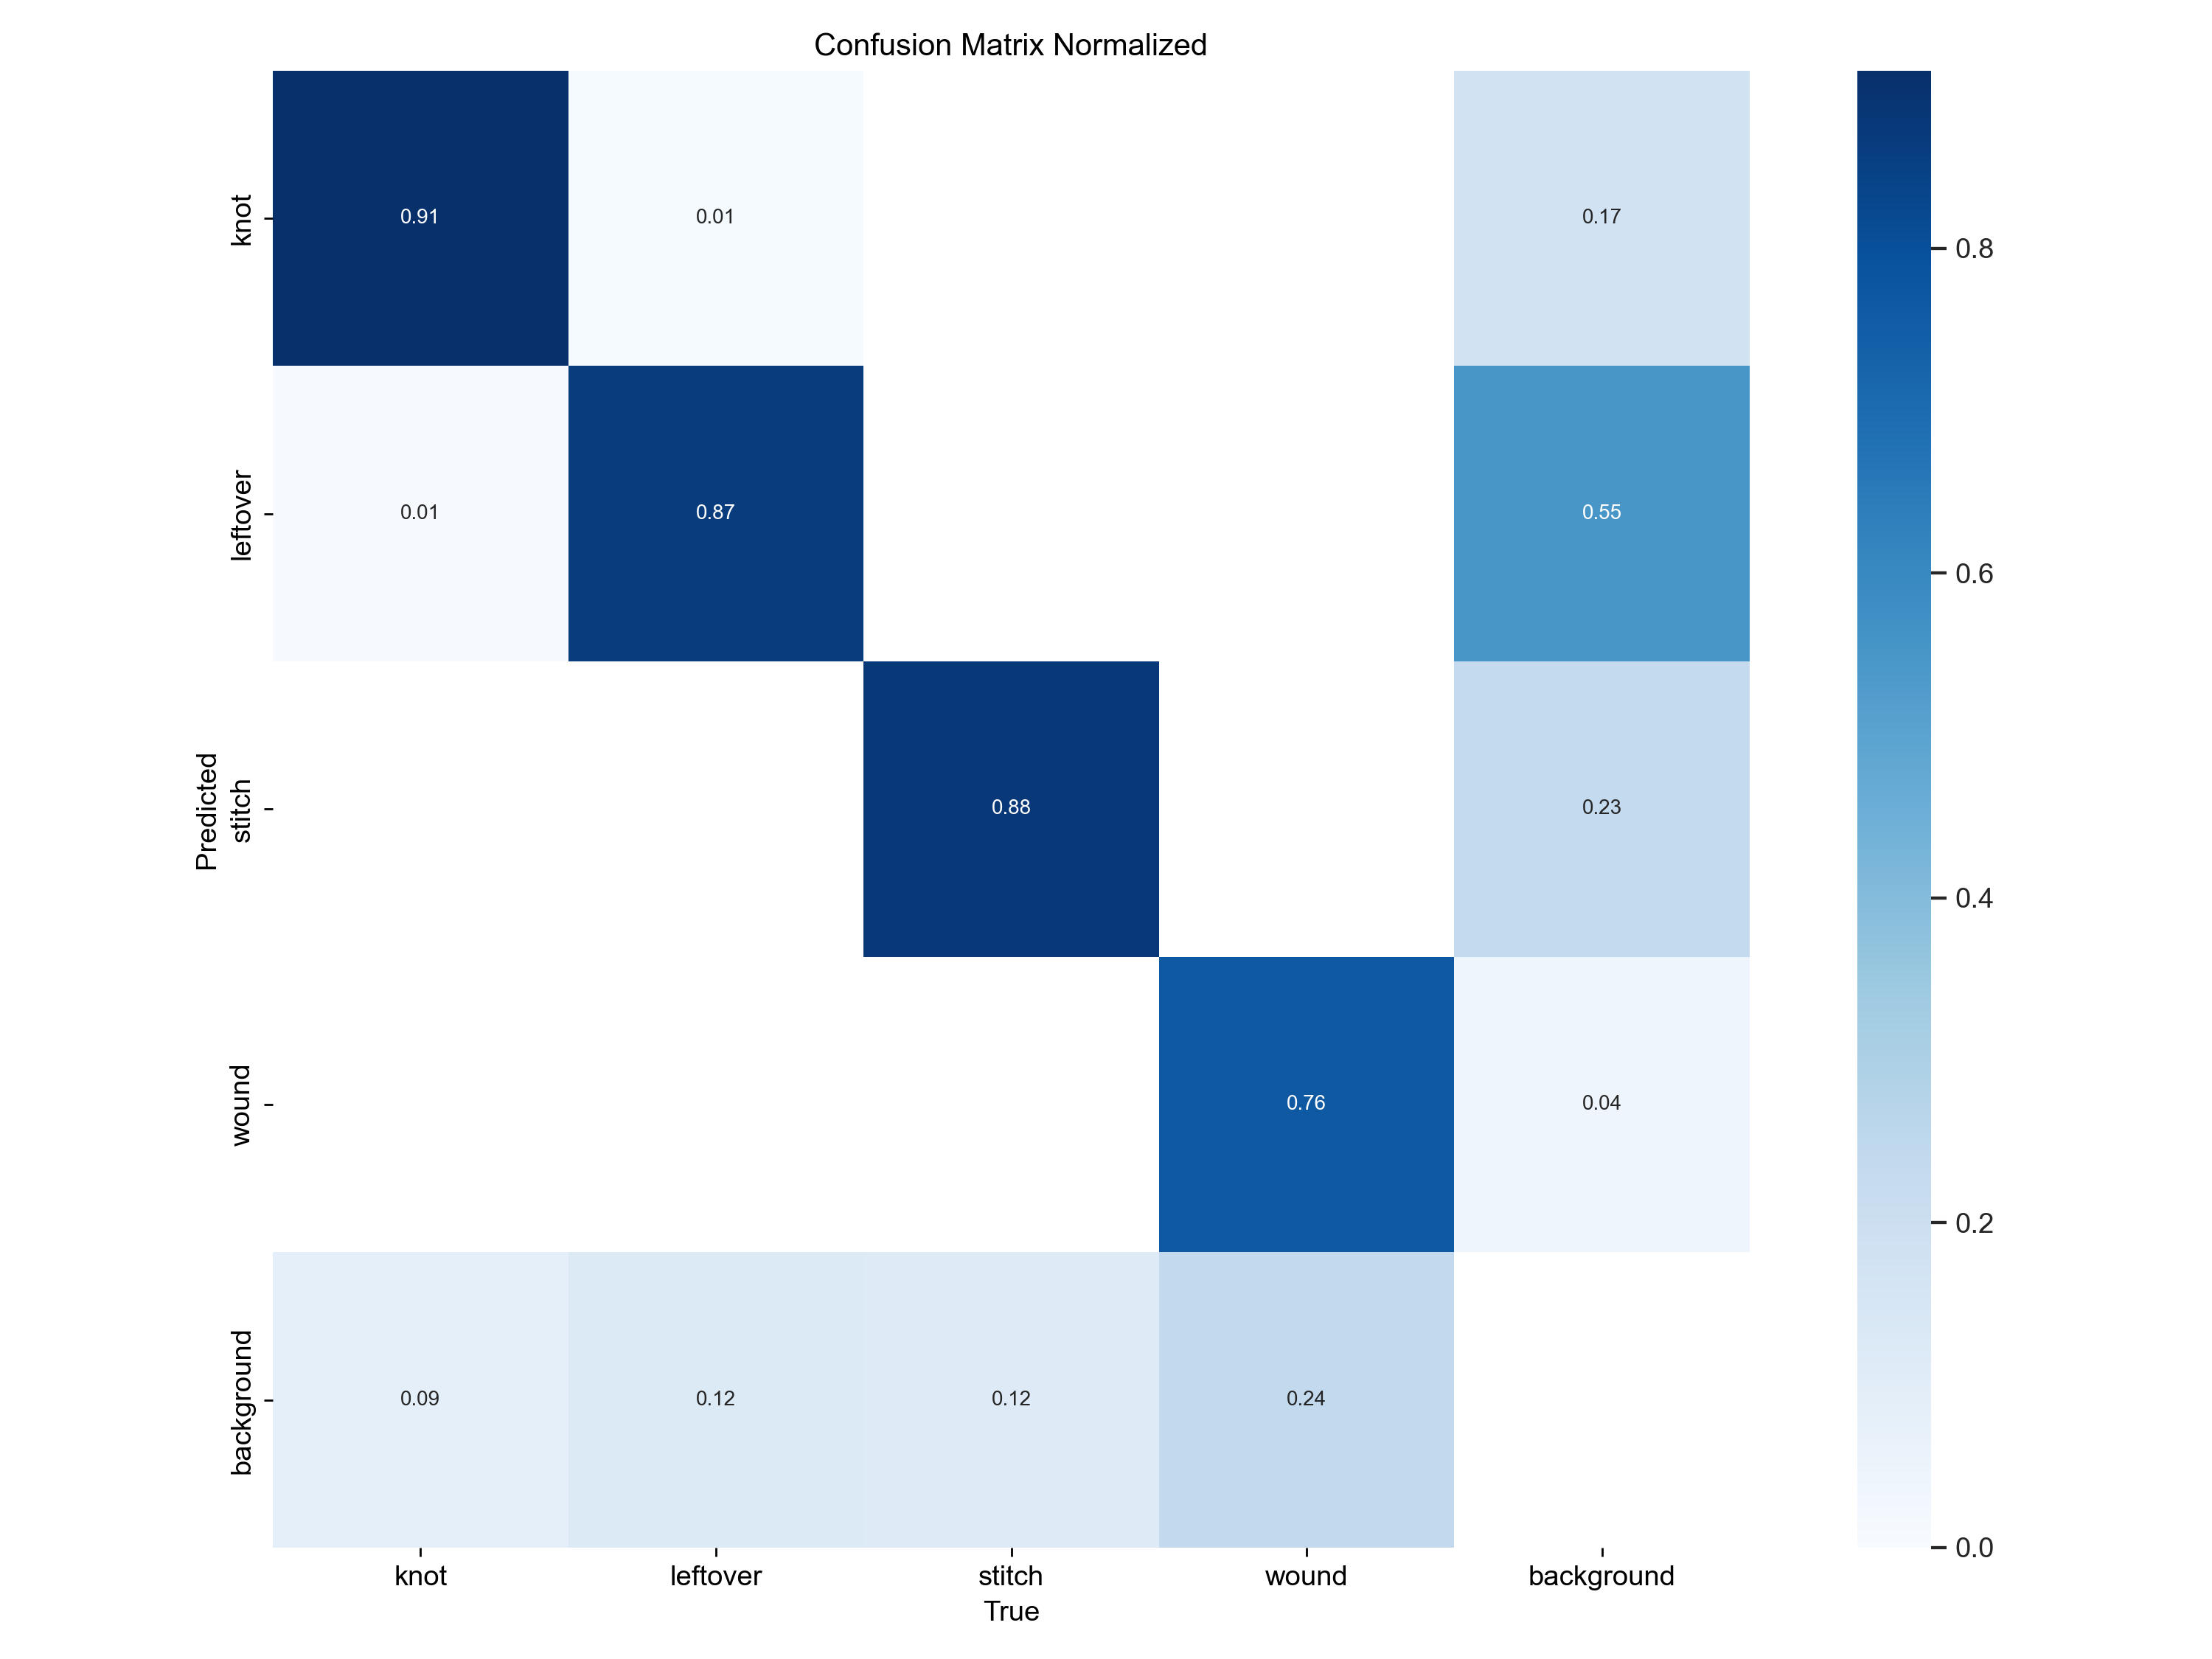 Confusion Matrix Normalized
knot
0.91
0.01
0.17
0.8
leftover
0.01
0.87
0.55
0.6
Predicted
stitch
0.88
0.23
0.4
wound
0.76
0.04
0.2
background
0.09
0.12
0.12
0.24
0.0
knot
leftover
stitch
wound
background
True